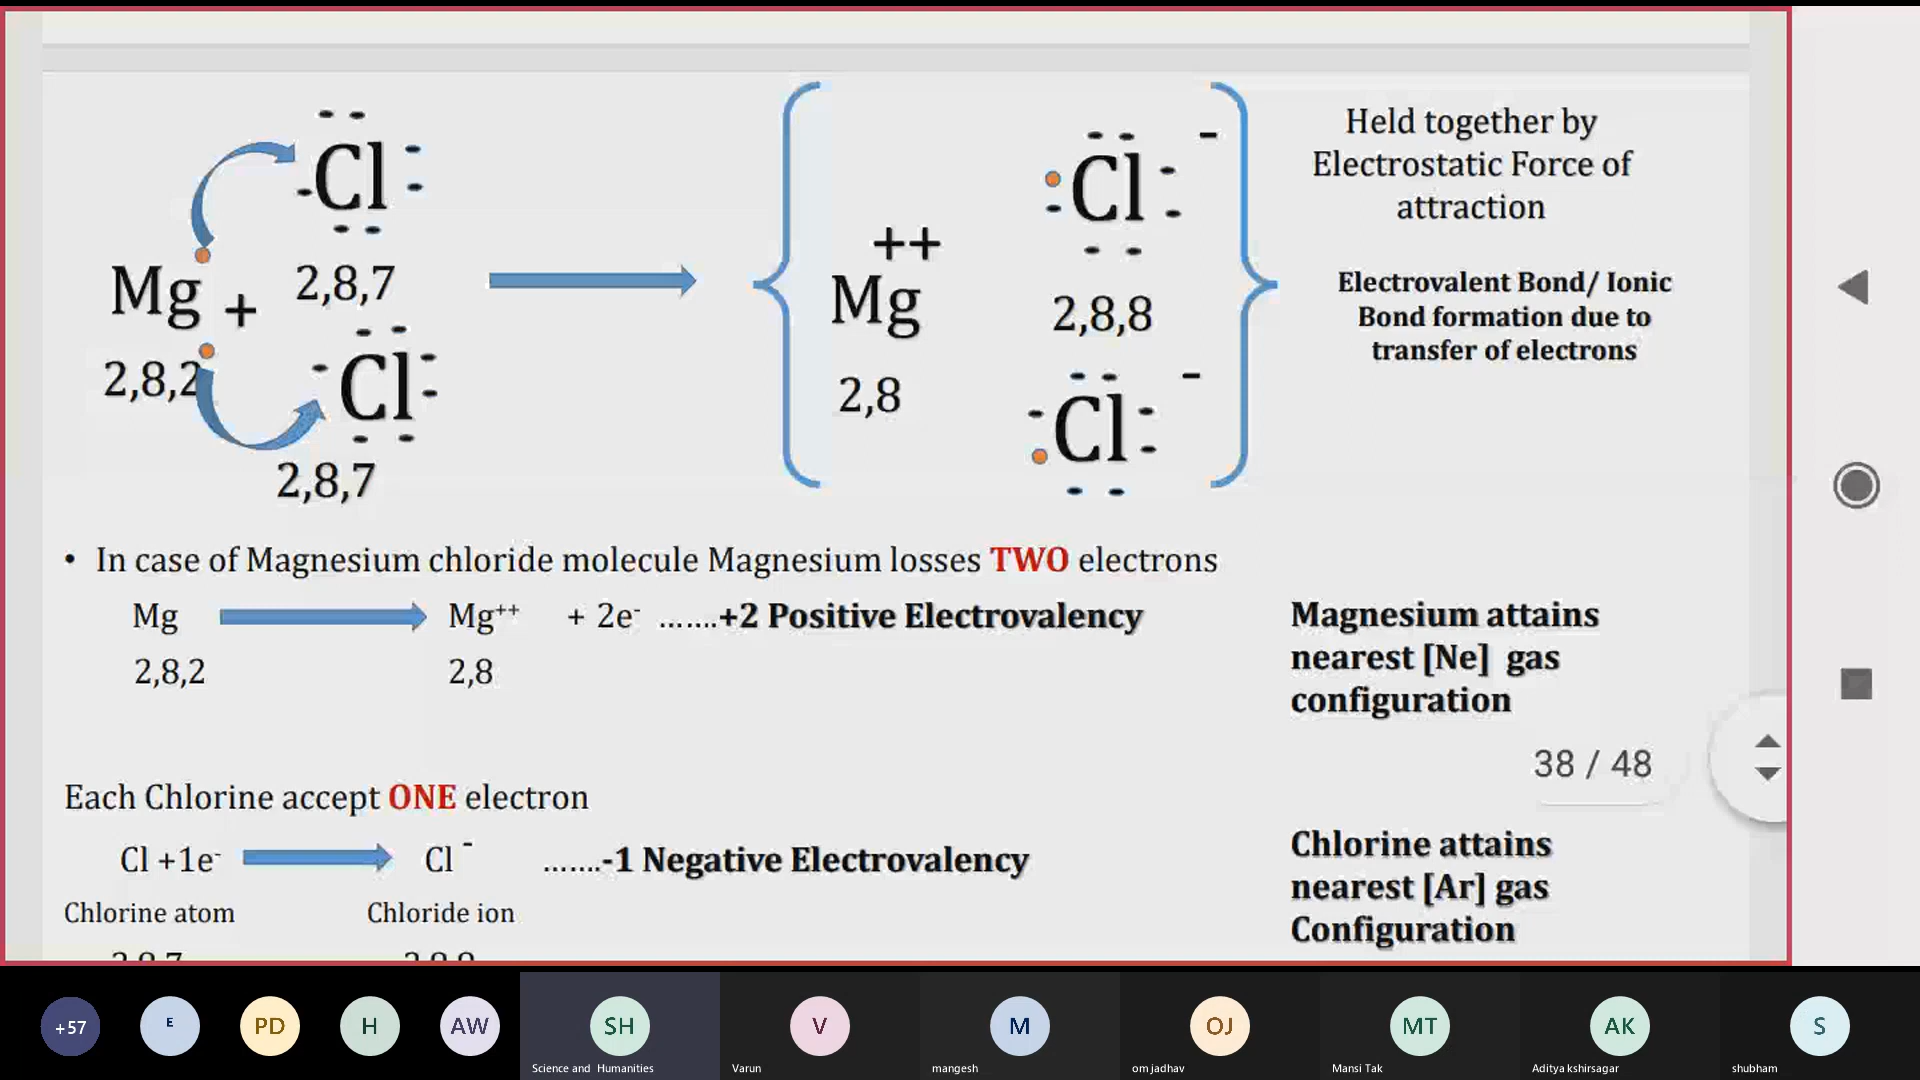 Cl
Mg +
2,8,7
2,8,2
Cl
2,8,7
++
Mg
2,8
Cl -
2,8,8
Cl -
Held together by
Electrostatic Force of
attraction
Electrovalent Bond/ Ionic
Bond formation due to
transfer of electrons
• In case of Magnesium chloride molecule Magnesium losses TWO electrons
Mg Mg++ + 2e- .......+2 Positive Electrovalency
2,8,2 2,8
Magnesium attains
nearest [Ne] gas
configuration
38 / 48
Each Chlorine accept ONE electron
Cl +1e- Cl - .......-1 Negative Electrovalency
Chlorine atom Chloride ion
Chlorine attains
nearest [Ar] gas
Configuration
+57 E PD H AW SH V M OJ MT AK S
Science and Humanities Varun mangesh om jadhav Mansi Tak Aditya kshirsagar shubham